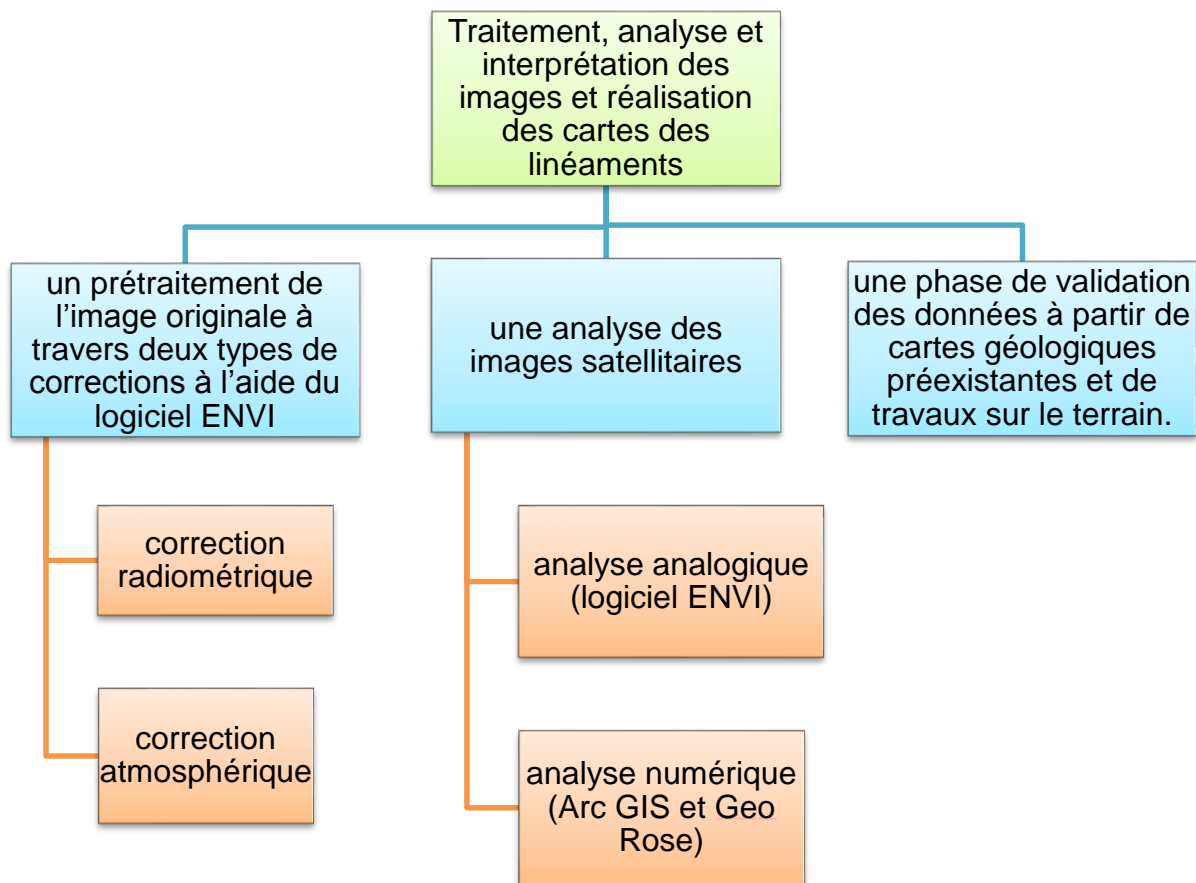 Traitement, analyse et
interprétation des
images et réalisation
des cartes des
linéaments
un prétraitement de
l’image originale à
travers deux types de
corrections à l’aide du
logiciel ENVI
correction
radiométrique
correction
atmosphérique
une analyse des
images satellitaires
analyse analogique
(logiciel ENVI)
analyse numérique
(Arc GIS et Geo
Rose)
une phase de validation
des données à partir de
cartes géologiques
préexistantes et de
travaux sur le terrain.